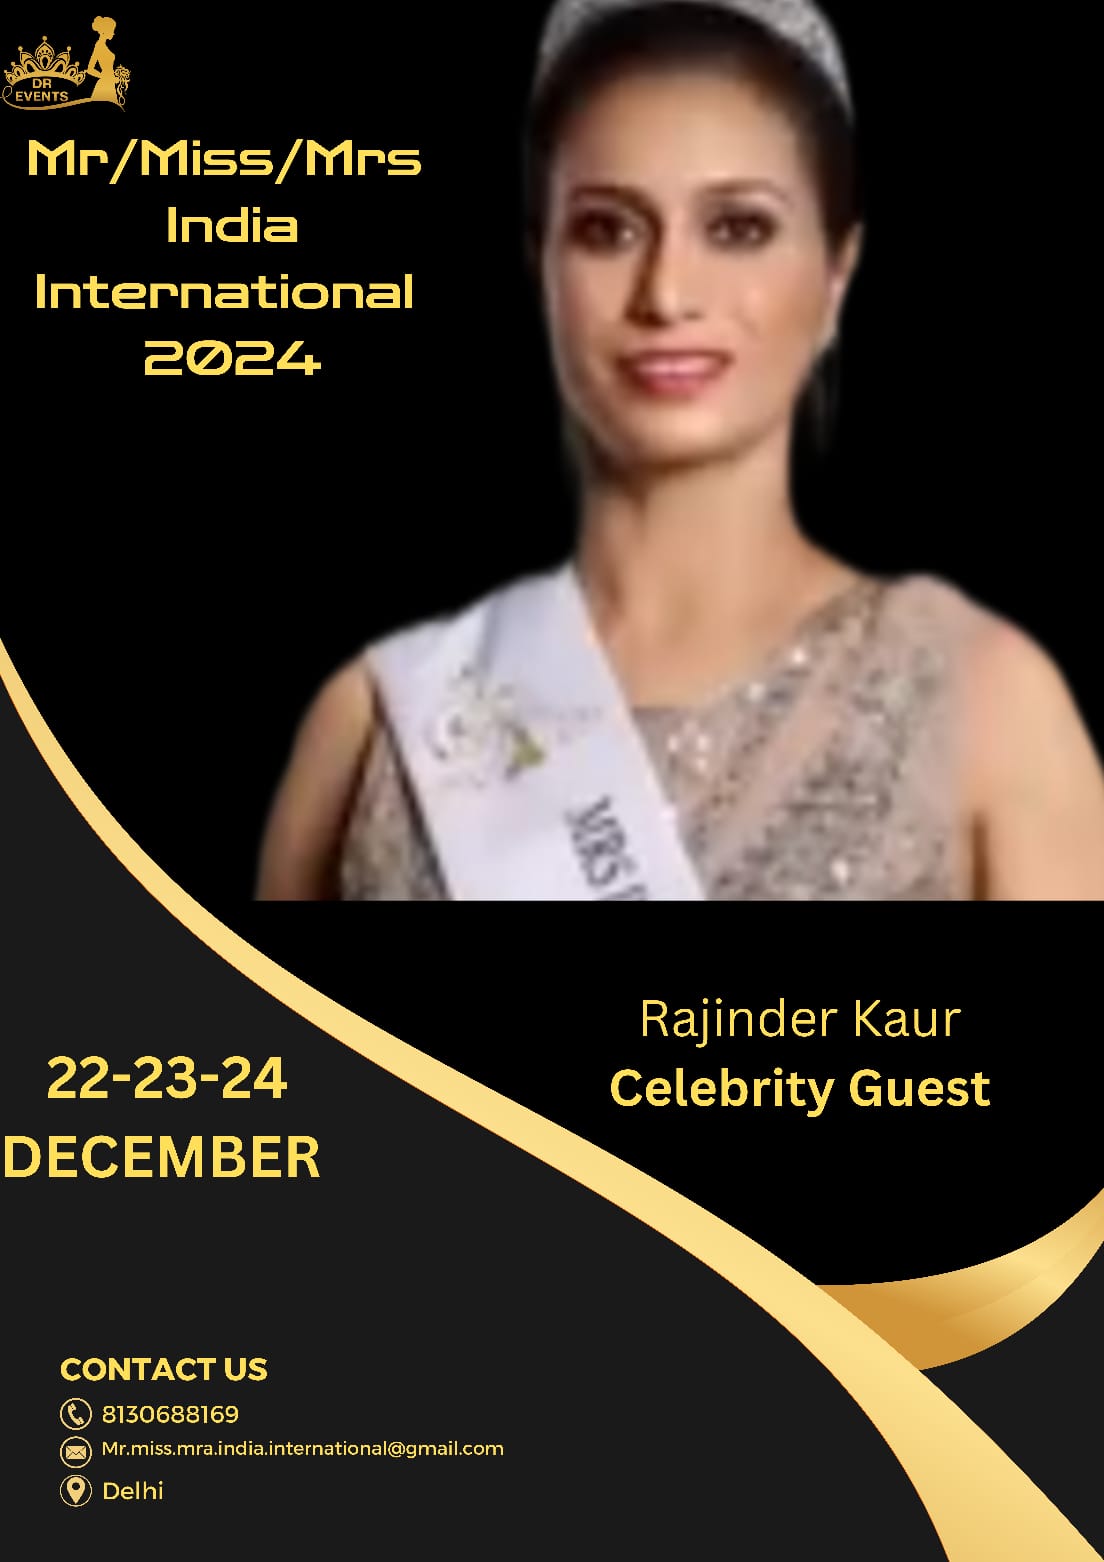 DR
EVENTS
Mr/Miss/Mrs
India
International
2024
MRS
Rajinder Kaur
Celebrity Guest
22-23-24
DECEMBER
CONTACT US
8130688169
Mr.miss.mra.india.international@gmail.com
Delhi